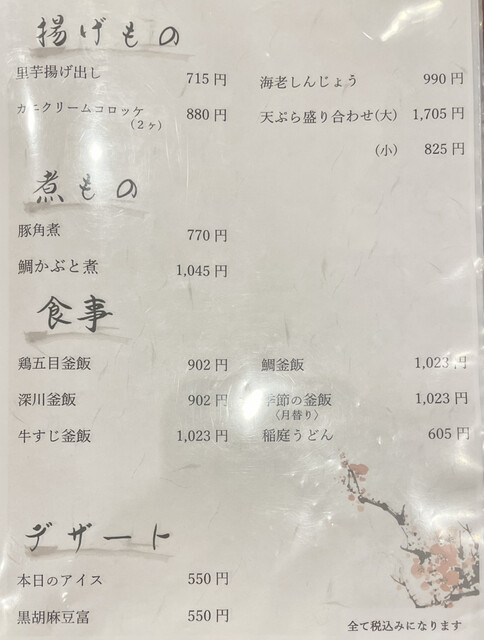 揚げもの
里芋揚げ出し 715円
海老しんじょう 990円
カニクリームコロッケ 880円
(2ヶ)
天ぷら盛り合わせ(大) 1,705円
(小) 825円
煮もの
豚角煮 770円
鯛かぶと煮 1,045円
食事
鶏五目釜飯 902円
鯛釜飯 1,023円
深川釜飯 902円
季節の釜飯 1,023円
〈月替り〉
牛すじ釜飯 1,023円
稲庭うどん 605円
デザート
本日のアイス 550円
黒胡麻豆富 550円
全て税込みになります